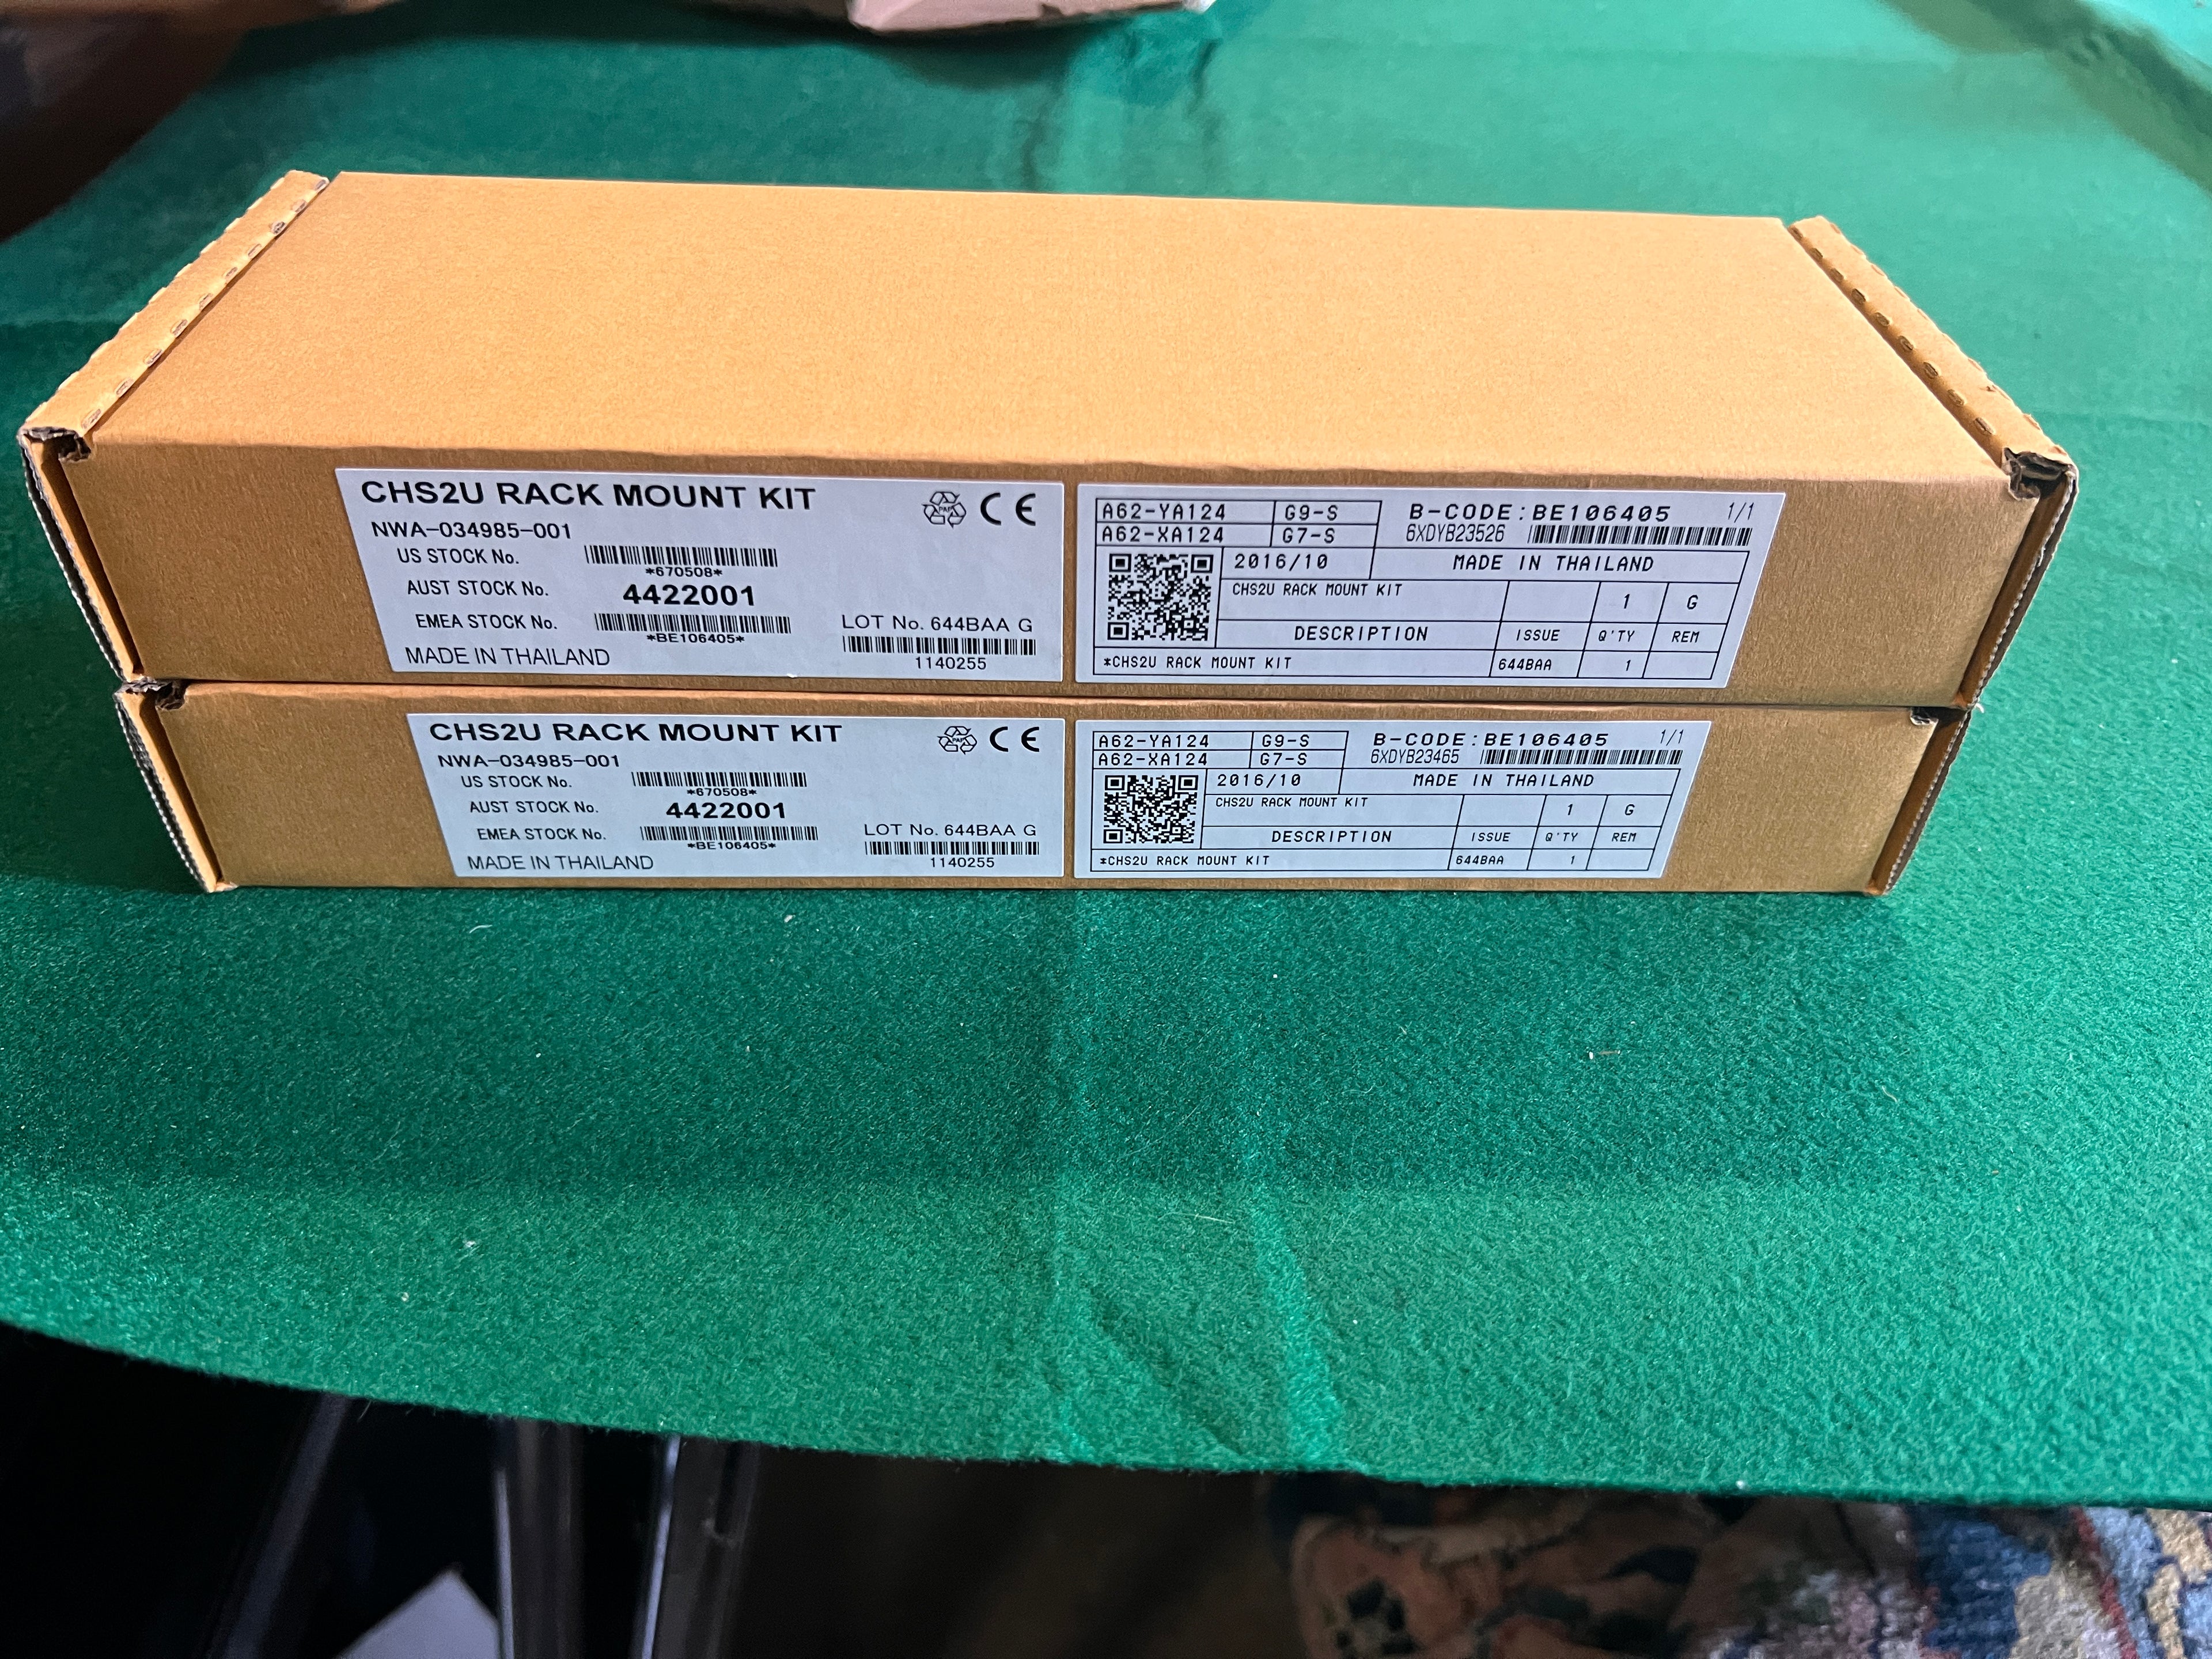 CHS2U RACK MOUNT KIT
NWA-034985-001
US STOCK No.
*670508*
AUST STOCK No. 4422001
EMEA STOCK No.
*BE106405*
MADE IN THAILAND
PAP
CE
LOT No. 644BAA G
1140255
A62-YA124 G9-S B-CODE:BE106405 1/1
A62-XA124 G7-S 6XDYB23526
2016/10 MADE IN THAILAND
CHS2U RACK MOUNT KIT 1 G
DESCRIPTION ISSUE Q'TY REM
*CHS2U RACK MOUNT KIT 644BAA 1
CHS2U RACK MOUNT KIT
NWA-034985-001
US STOCK No.
*670508*
AUST STOCK No. 4422001
EMEA STOCK No.
*BE106405*
MADE IN THAILAND
PAP
CE
LOT No. 644BAA G
1140255
A62-YA124 G9-S B-CODE:BE106405 1/1
A62-XA124 G7-S 6XDYB23465
2016/10 MADE IN THAILAND
CHS2U RACK MOUNT KIT 1 G
DESCRIPTION ISSUE Q'TY REM
*CHS2U RACK MOUNT KIT 644BAA 1